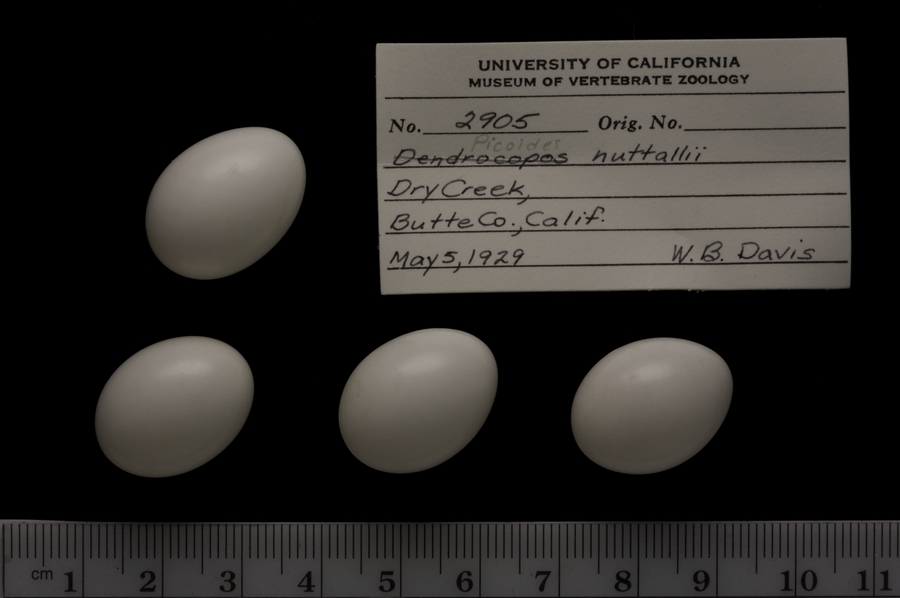 UNIVERSITY OF CALIFORNIA
MUSEUM OF VERTEBRATE ZOOLOGY
No. 2905 Orig. No.
Picoides
Dendrocopos nuttallii
Dry Creek,
Butte Co., Calif.
May 5, 1929 W. B. Davis
cm 1 2 3 4 5 6 7 8 9 10 11